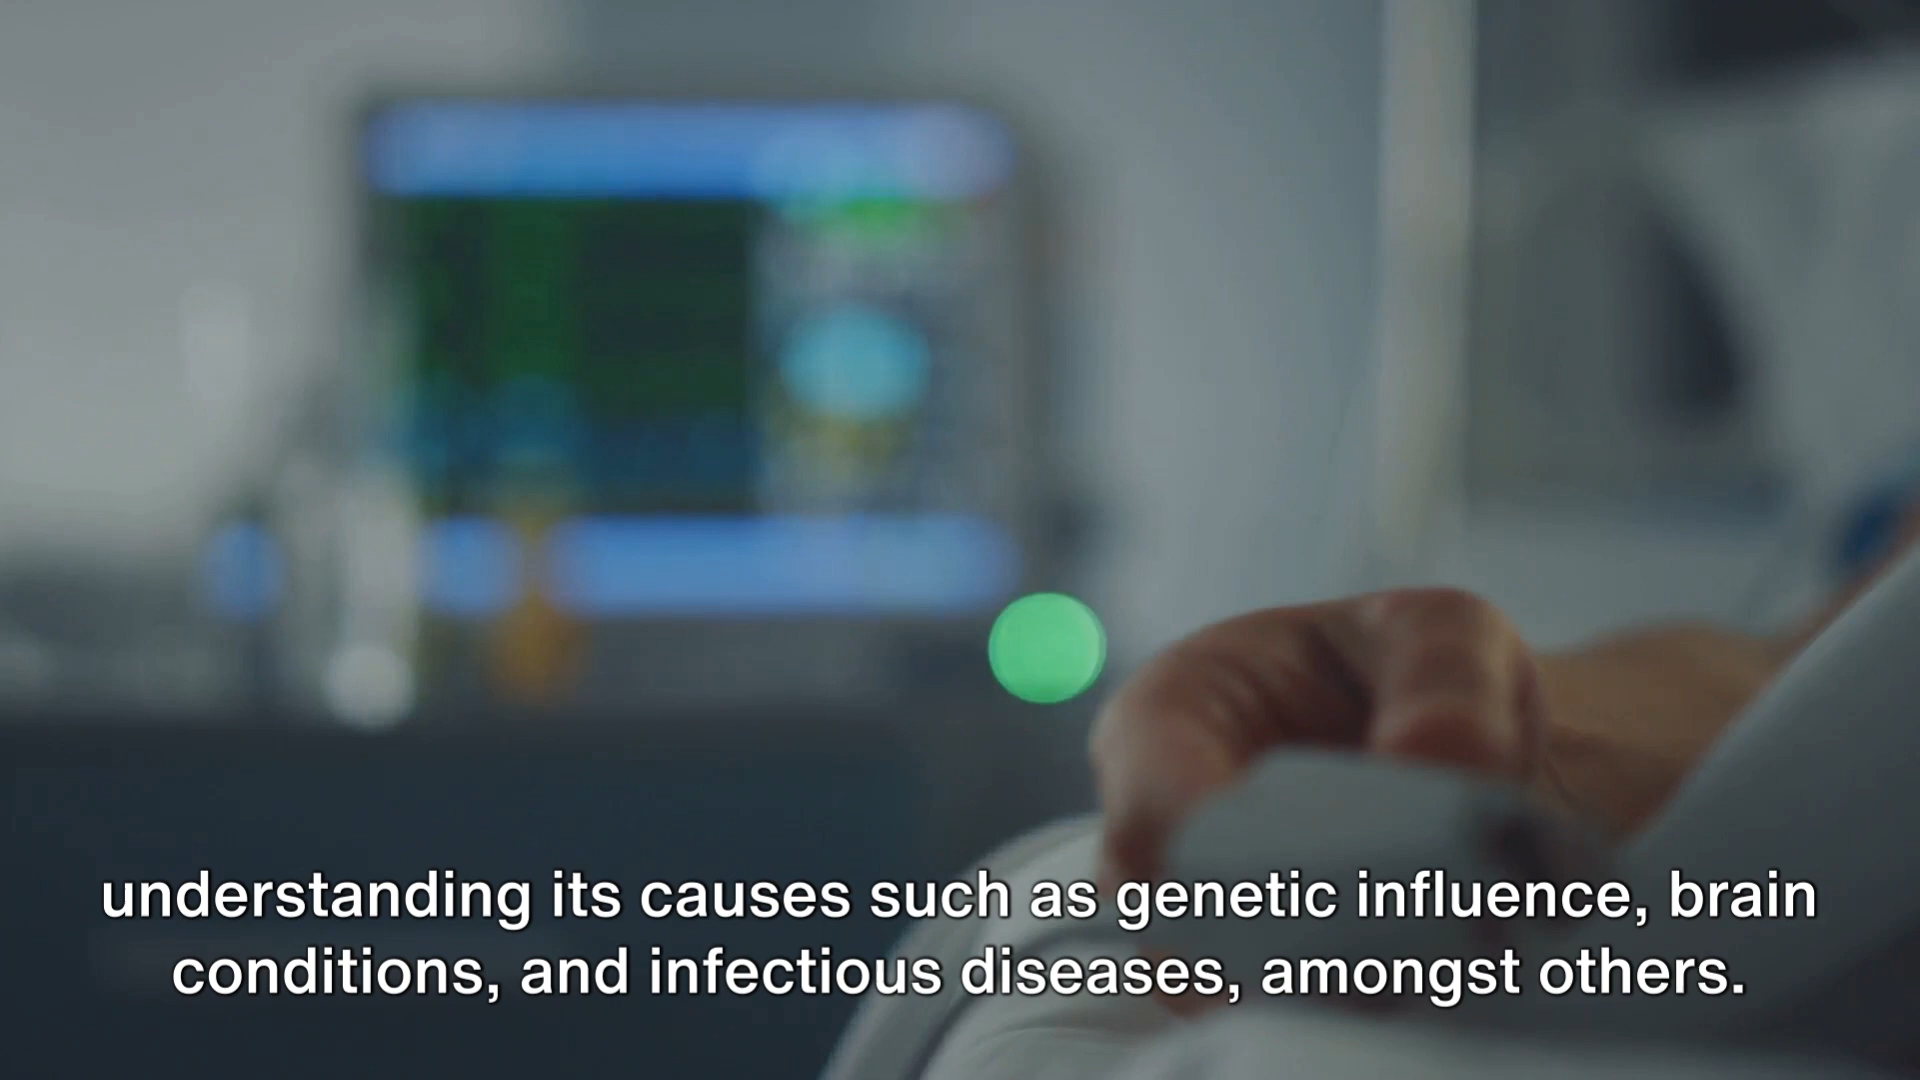 understanding its causes such as genetic influence, brain
conditions, and infectious diseases, amongst others.